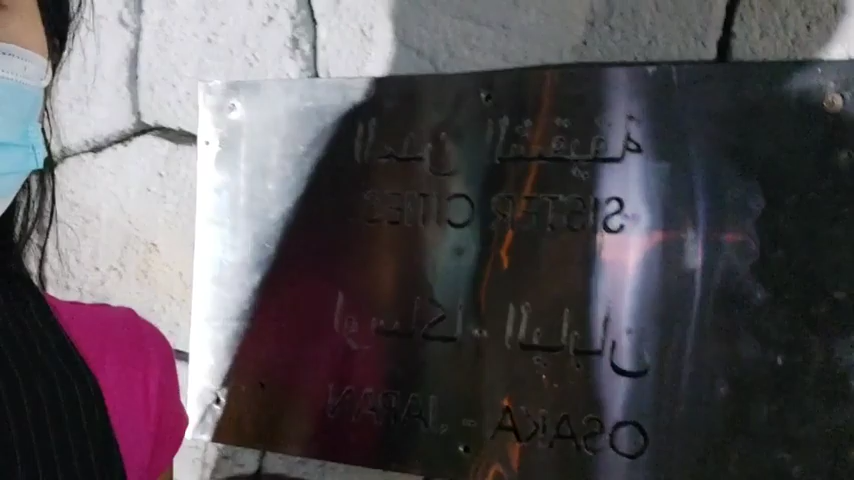 المدن الشقيقة
SISTER CITIES
اوساكا - اليابان
OSAKA - JAPAN